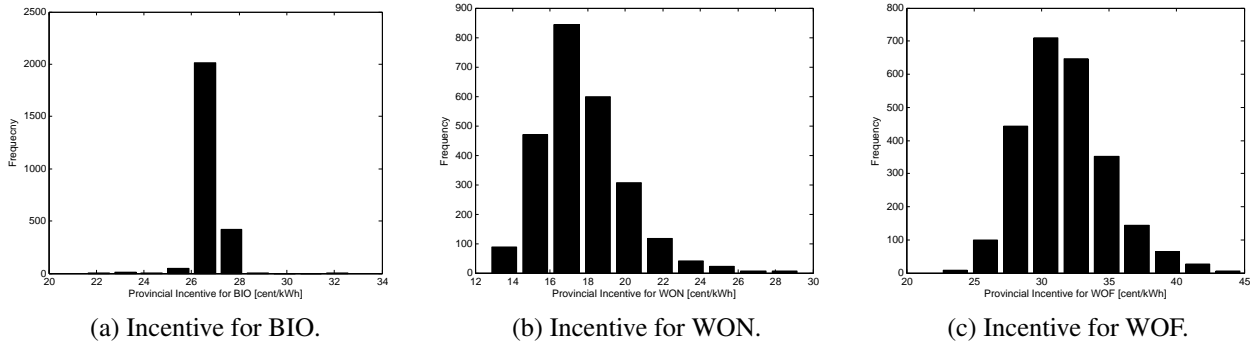 2500
2000
1500
1000
500
0
20 22 24 26 28 30 32 34
Frequecny
Provincial Incentive for BIO [cent/kWh]
(a) Incentive for BIO.
900
800
700
600
500
400
300
200
100
0
12 14 16 18 20 22 24 26 28 30
Frequency
Provincial Incentive for WON [cent/kWh]
(b) Incentive for WON.
800
700
600
500
400
300
200
100
0
20 25 30 35 40 45
Frequency
Provincial Incentive for WOF [cent/kWh]
(c) Incentive for WOF.